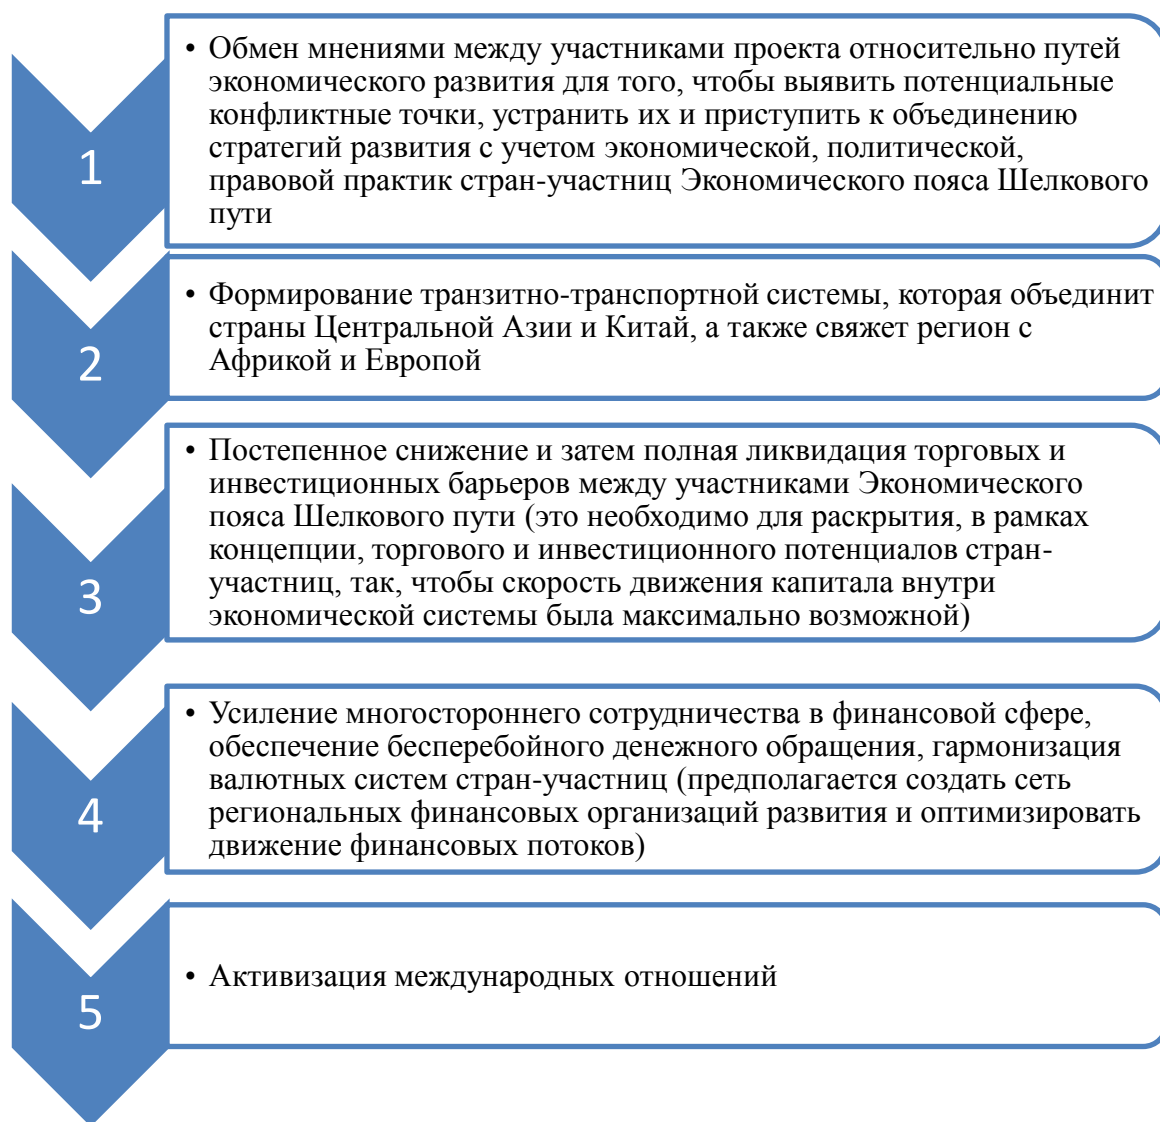 1
• Обмен мнениями между участниками проекта относительно путей
экономического развития для того, чтобы выявить потенциальные
конфликтные точки, устранить их и приступить к объединению
стратегий развития с учетом экономической, политической,
правовой практик стран-участниц Экономического пояса Шелкового
пути
2
• Формирование транзитно-транспортной системы, которая объединит
страны Центральной Азии и Китай, а также свяжет регион с
Африкой и Европой
3
• Постепенное снижение и затем полная ликвидация торговых и
инвестиционных барьеров между участниками Экономического
пояса Шелкового пути (это необходимо для раскрытия, в рамках
концепции, торгового и инвестиционного потенциалов стран-
участниц, так, чтобы скорость движения капитала внутри
экономической системы была максимально возможной)
4
• Усиление многостороннего сотрудничества в финансовой сфере,
обеспечение бесперебойного денежного обращения, гармонизация
валютных систем стран-участниц (предполагается создать сеть
региональных финансовых организаций развития и оптимизировать
движение финансовых потоков)
5
• Активизация международных отношений